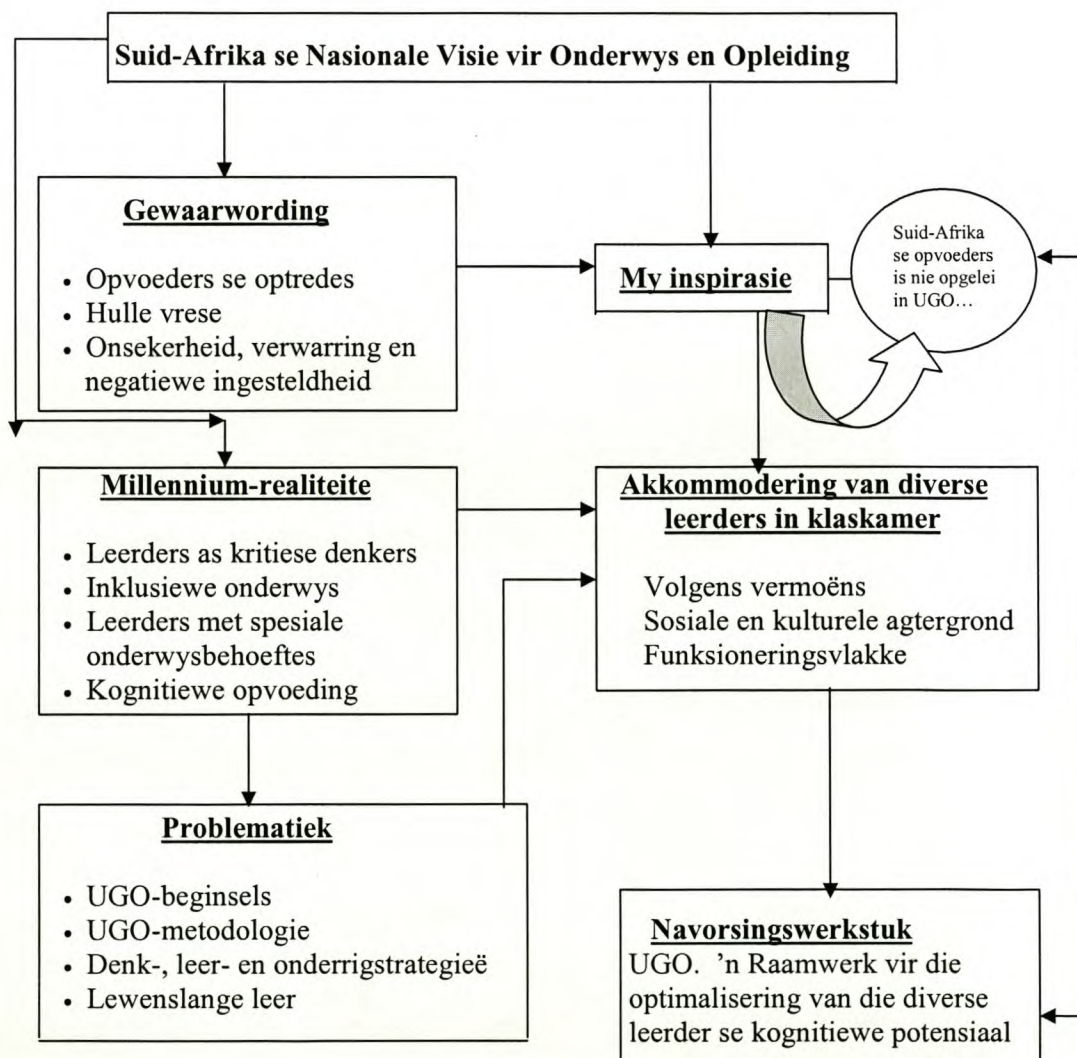 Suid-Afrika se Nasionale Visie vir Onderwys en Opleiding
Gewaarwording
• Opvoeders se optredes
• Hulle vrese
• Onsekerheid, verwarring en
negatiewe ingesteldheid
My inspirasie
Suid-Afrika
se opvoeders
is nie opgelei
in UGO…
Millennium-realiteite
• Leerders as kritiese denkers
• Inklusiewe onderwys
• Leerders met spesiale
onderwysbehoeftes
• Kognitiewe opvoeding
Akkommodering van diverse
leerders in klaskamer
Volgens vermoëns
Sosiale en kulturele agtergrond
Funksioneringsvlakke
Problematiek
• UGO-beginsels
• UGO-metodologie
• Denk-, leer- en onderrigstrategieë
• Lewenslange leer
Navorsingswerkstuk
UGO. ’n Raamwerk vir die
optimalisering van die diverse
leerder se kognitiewe potensiaal